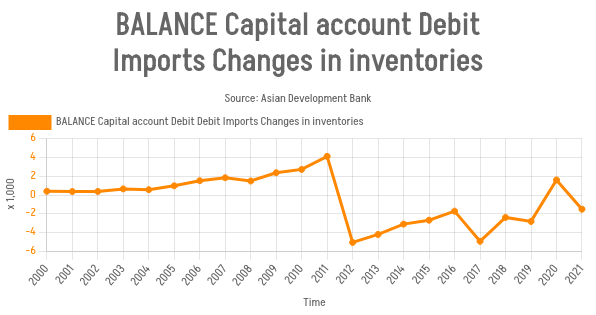 BALANCE Capital account Debit
Imports Changes in inventories
Source: Asian Development Bank
BALANCE Capital account Debit Debit Imports Changes in inventories
6
4
2
0
-2
-4
-6
x 1,000
2000 2001 2002 2003 2004 2005 2006 2007 2008 2009 2010 2011 2012 2013 2014 2015 2016 2017 2018 2019 2020 2021
Time